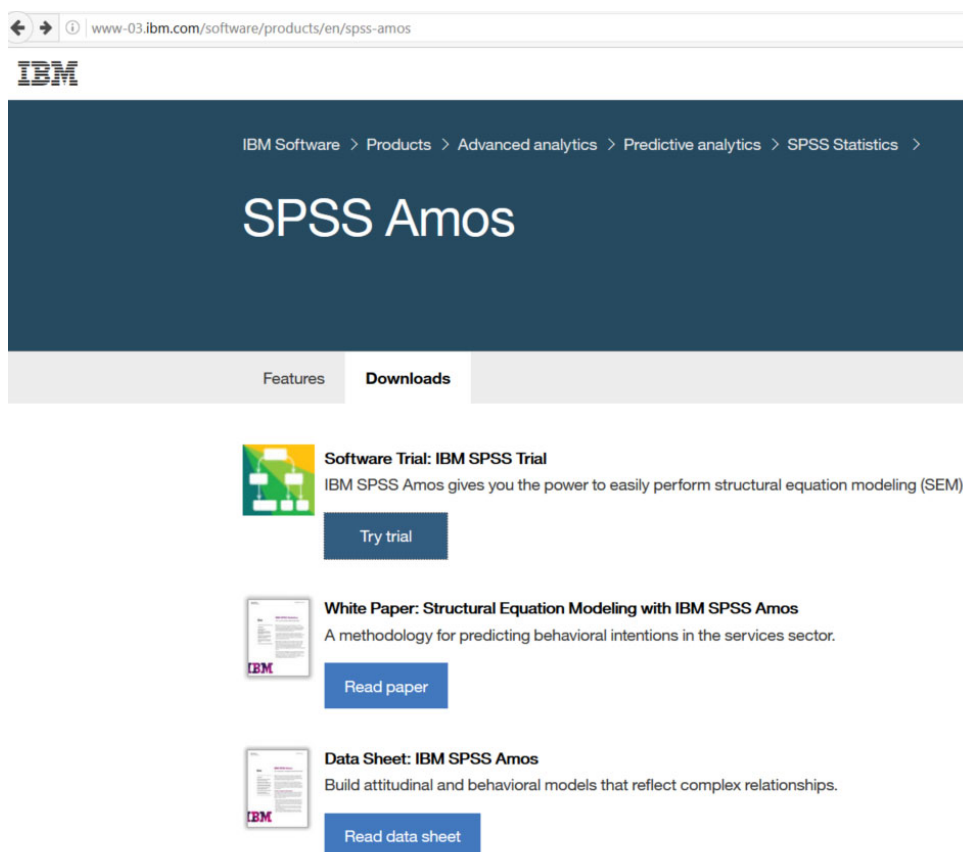 www-03.ibm.com/software/products/en/spss-amos
IBM
IBM Software > Products > Advanced analytics > Predictive analytics > SPSS Statistics >
SPSS Amos
Features Downloads
Software Trial: IBM SPSS Trial
IBM SPSS Amos gives you the power to easily perform structural equation modeling (SEM)
Try trial
White Paper: Structural Equation Modeling with IBM SPSS Amos
A methodology for predicting behavioral intentions in the services sector.
IBM
Read paper
Data Sheet: IBM SPSS Amos
Build attitudinal and behavioral models that reflect complex relationships.
IBM
Read data sheet